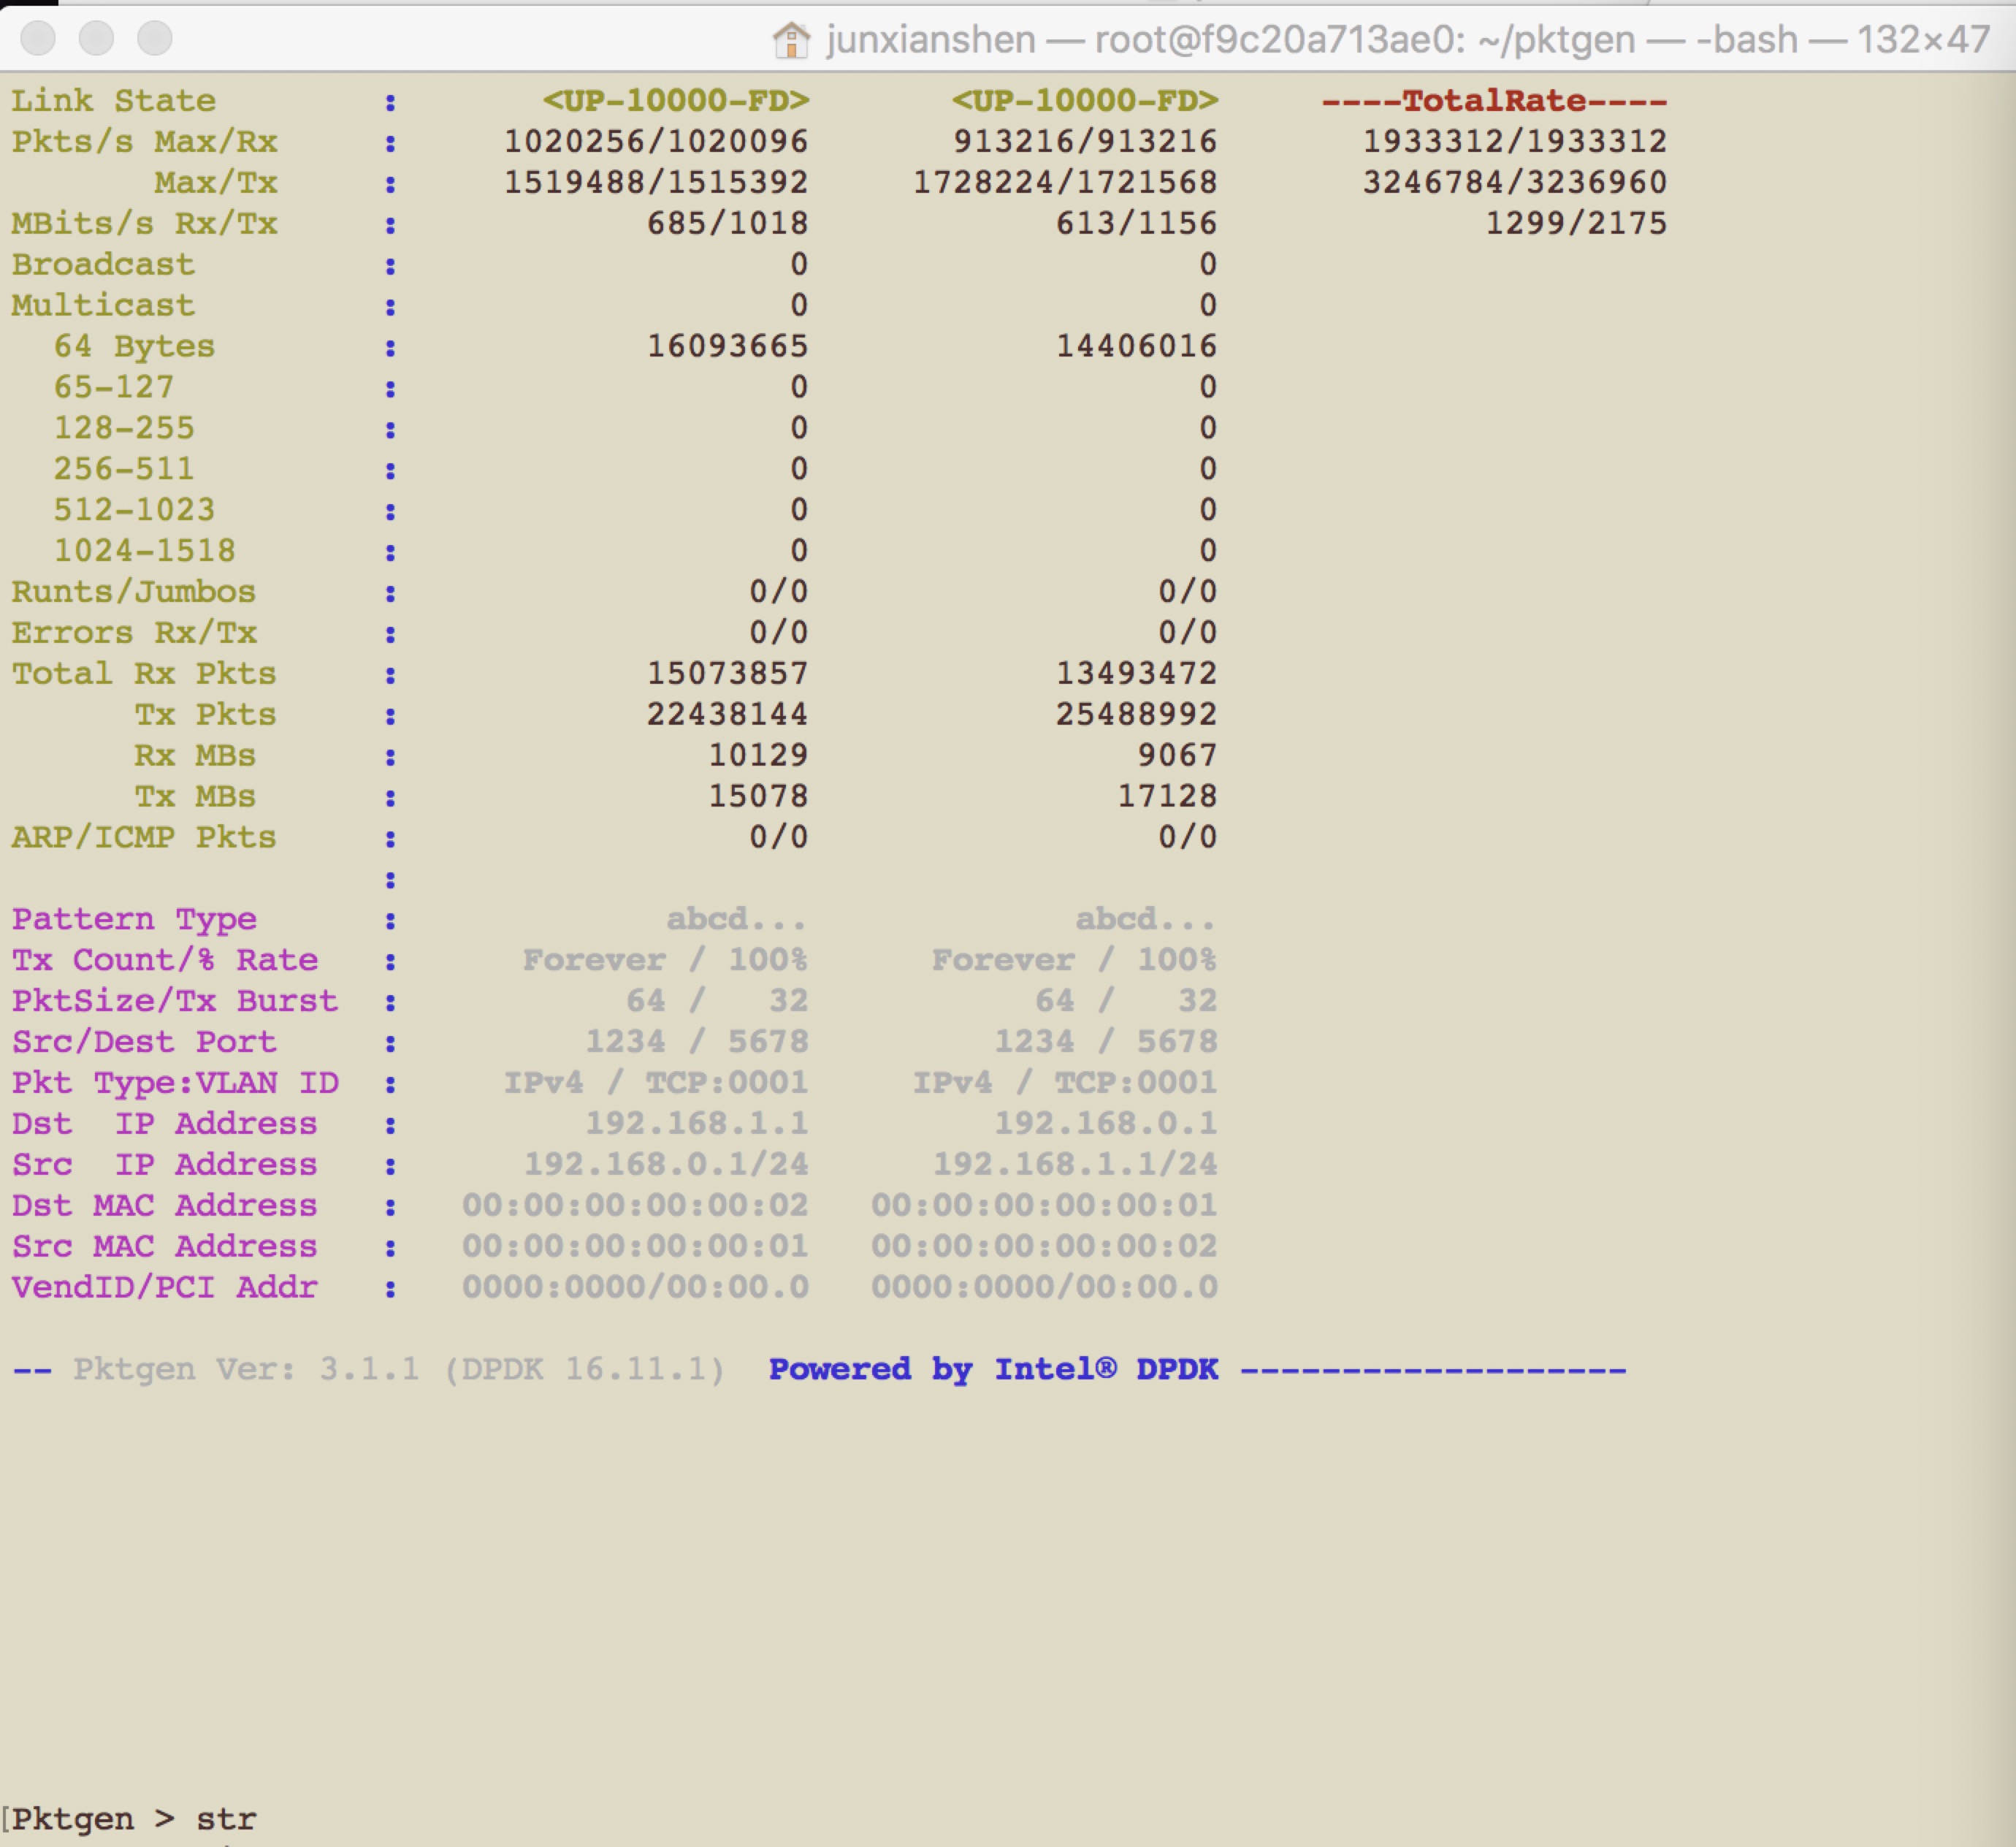 junxianshen — root@f9c20a713ae0: ~/pktgen — -bash — 132×47
Link State : <UP-10000-FD> <UP-10000-FD> ----TotalRate----
Pkts/s Max/Rx : 1020256/1020096 913216/913216 1933312/1933312
Max/Tx : 1519488/1515392 1728224/1721568 3246784/3236960
MBits/s Rx/Tx : 685/1018 613/1156 1299/2175
Broadcast : 0 0
Multicast : 0 0
64 Bytes : 16093665 14406016
65-127 : 0 0
128-255 : 0 0
256-511 : 0 0
512-1023 : 0 0
1024-1518 : 0 0
Runts/Jumbos : 0/0 0/0
Errors Rx/Tx : 0/0 0/0
Total Rx Pkts : 15073857 13493472
Tx Pkts : 22438144 25488992
Rx MBs : 10129 9067
Tx MBs : 15078 17128
ARP/ICMP Pkts : 0/0 0/0
:
Pattern Type : abcd... abcd...
Tx Count/% Rate : Forever / 100% Forever / 100%
PktSize/Tx Burst : 64 / 32 64 / 32
Src/Dest Port : 1234 / 5678 1234 / 5678
Pkt Type:VLAN ID : IPv4 / TCP:0001 IPv4 / TCP:0001
Dst IP Address : 192.168.1.1 192.168.0.1
Src IP Address : 192.168.0.1/24 192.168.1.1/24
Dst MAC Address : 00:00:00:00:00:02 00:00:00:00:00:01
Src MAC Address : 00:00:00:00:00:01 00:00:00:00:00:02
VendID/PCI Addr : 0000:0000/00:00.0 0000:0000/00:00.0
-- Pktgen Ver: 3.1.1 (DPDK 16.11.1) Powered by Intel® DPDK -------------------
[Pktgen > str